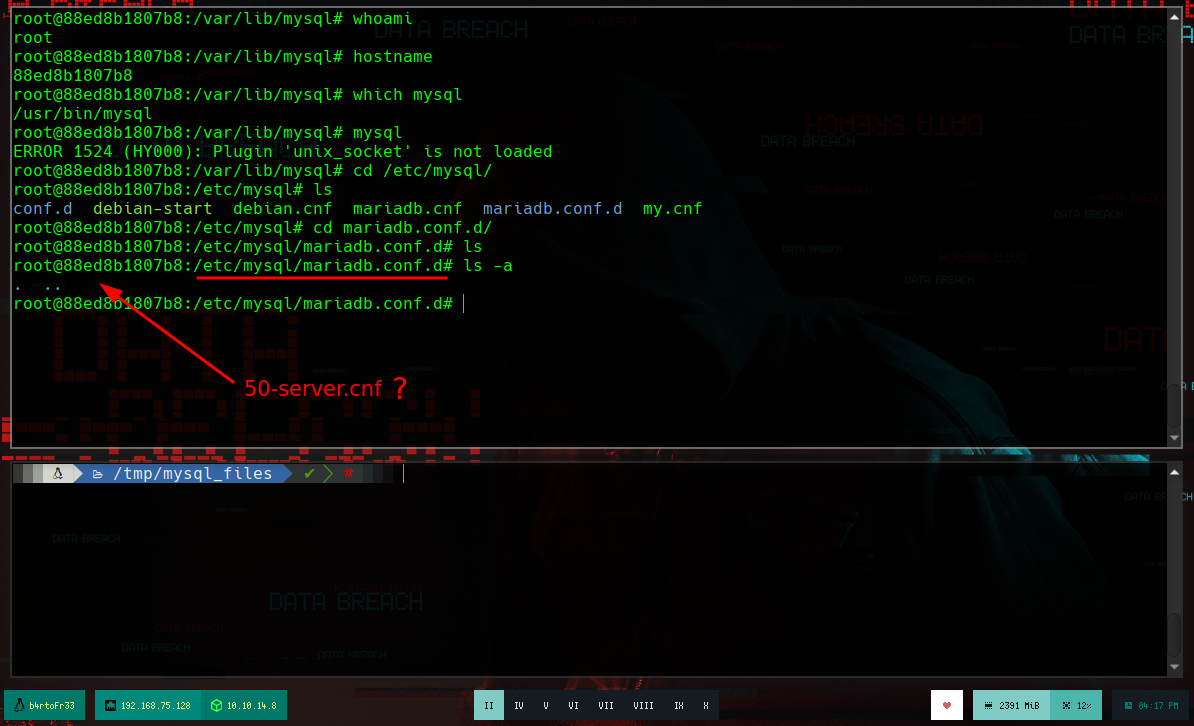 root@88ed8b1807b8:/var/lib/mysql# whoami
root
root@88ed8b1807b8:/var/lib/mysql# hostname
88ed8b1807b8
root@88ed8b1807b8:/var/lib/mysql# which mysql
/usr/bin/mysql
root@88ed8b1807b8:/var/lib/mysql# mysql
ERROR 1524 (HY000): Plugin 'unix_socket' is not loaded
root@88ed8b1807b8:/var/lib/mysql# cd /etc/mysql/
root@88ed8b1807b8:/etc/mysql# ls
conf.d  debian-start  debian.cnf  mariadb.cnf  mariadb.conf.d  my.cnf
root@88ed8b1807b8:/etc/mysql# cd mariadb.conf.d/
root@88ed8b1807b8:/etc/mysql/mariadb.conf.d# ls
root@88ed8b1807b8:/etc/mysql/mariadb.conf.d# ls -a
.  ..
root@88ed8b1807b8:/etc/mysql/mariadb.conf.d#
50-server.cnf ?
/tmp/mysql_files ✔ #
DATA BREACH
DATA BREACH
DATA BREACH
b4rtoFr33 192.168.75.128 10.10.14.8 II IV V VI VII VIII IX X 2391 MiB 12% 04:17 PM